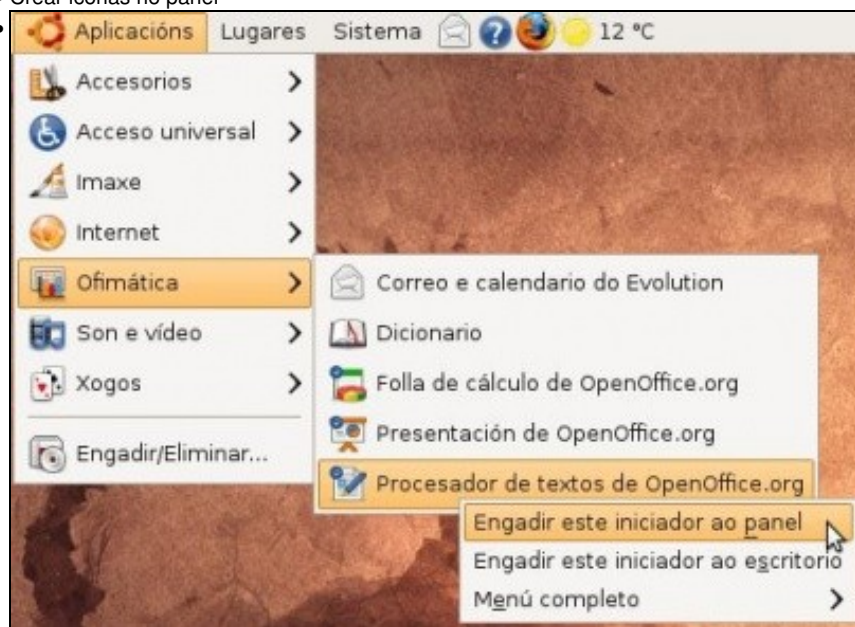 Crear iconas no panel
Aplicacións Lugares Sistema 12 °C
Accesorios
Acceso universal
Imaxe
Internet
Ofimática
Son e vídeo
Xogos
Engadir/Eliminar...
Correo e calendario do Evolution
Dicionario
Folla de cálculo de OpenOffice.org
Presentación de OpenOffice.org
Procesador de textos de OpenOffice.org
Engadir este iniciador ao panel
Engadir este iniciador ao escritorio
Menú completo